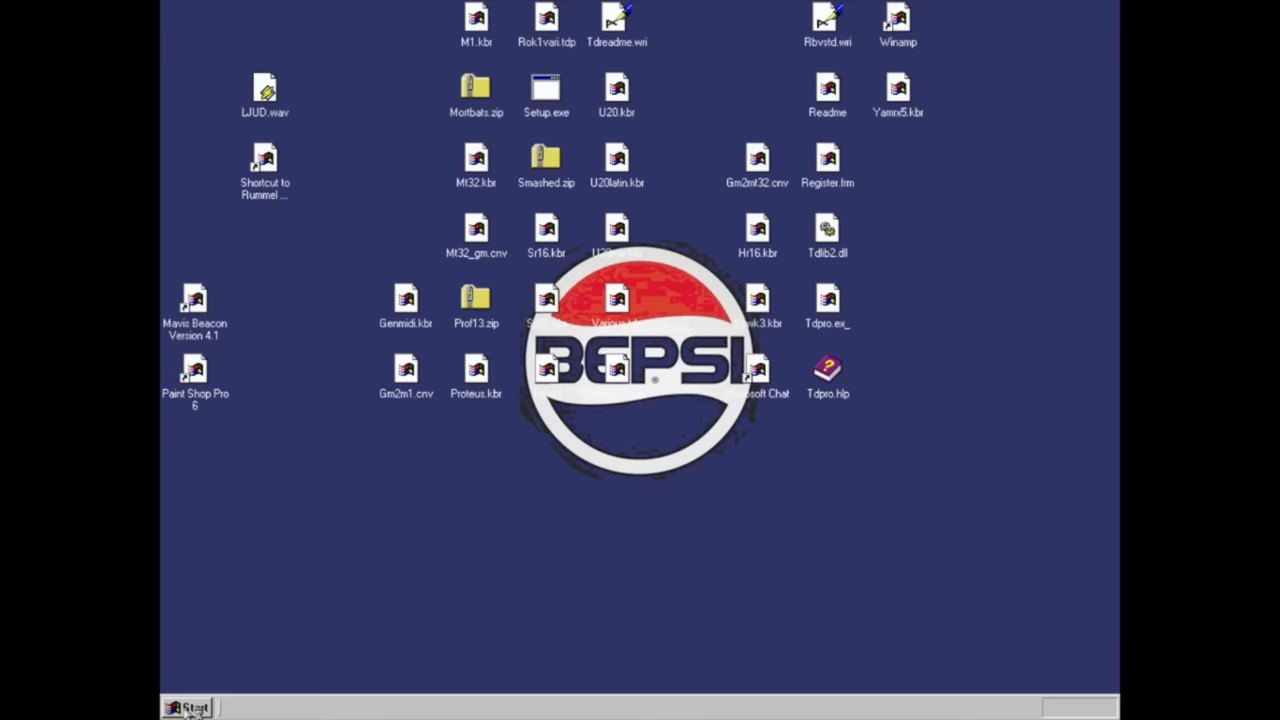 M1.kbr
Rok1vari.tdp
Tdreadme.wri
Rbvstd.wri
Winamp
LJUD.wav
Mortbats.zip
Setup.exe
U20.kbr
Readme
Yamrx5.kbr
Shortcut to
Rummel ...
Mt32.kbr
Smashed.zip
U20latin.kbr
Gm2mt32.cnv
Register.frm
Mt32_gm.cnv
Sr16.kbr
Hr16.kbr
Tdlib2.dll
Mavis Beacon
Version 4.1
Genmidi.kbr
Prof13.zip
Tdpro.ex_
BEPSI
®
Paint Shop Pro
6
Gm2m1.cnv
Proteus.kbr
Chat
Tdpro.hlp
Start